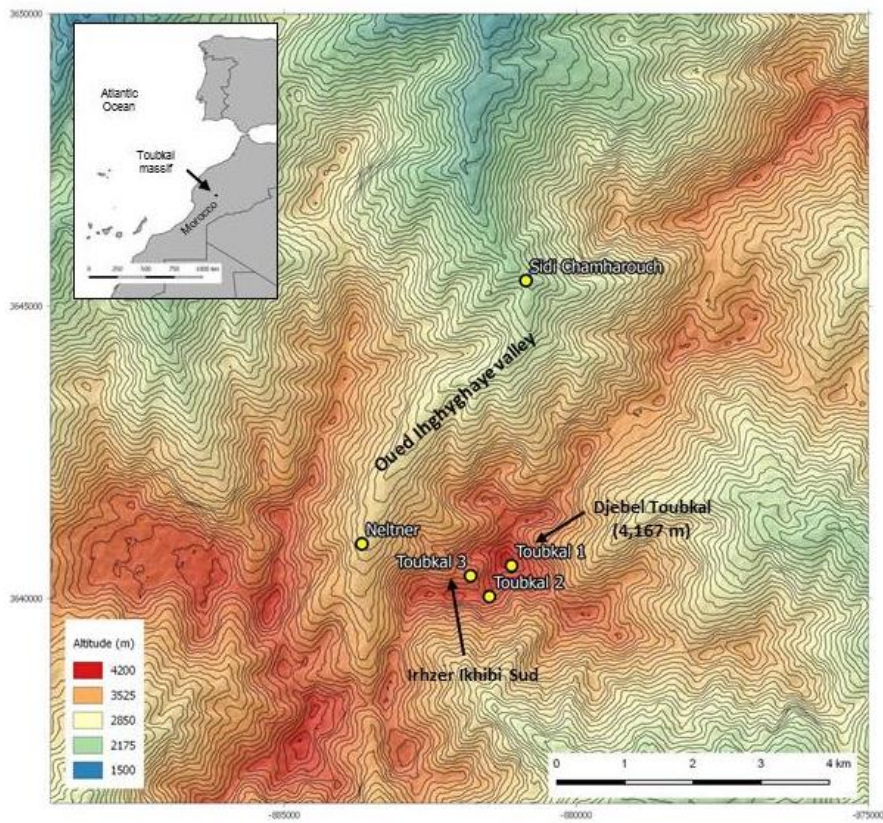 3650000
Atlantic
Ocean
Toubkal
massif
Morocco
0 250 500 750 1000 km
Sidi Chamharouch
3645000
Oued Ihghyghaye valley
Djebel Toubkal
(4,167 m)
Neltner
Toubkal 1
Toubkal 3
Toubkal 2
3640000
Irhzer Ikhibi Sud
Altitude (m)
4200
3525
2850
2175
1500
0 1 2 3 4 km
-885000
-880000
-875000